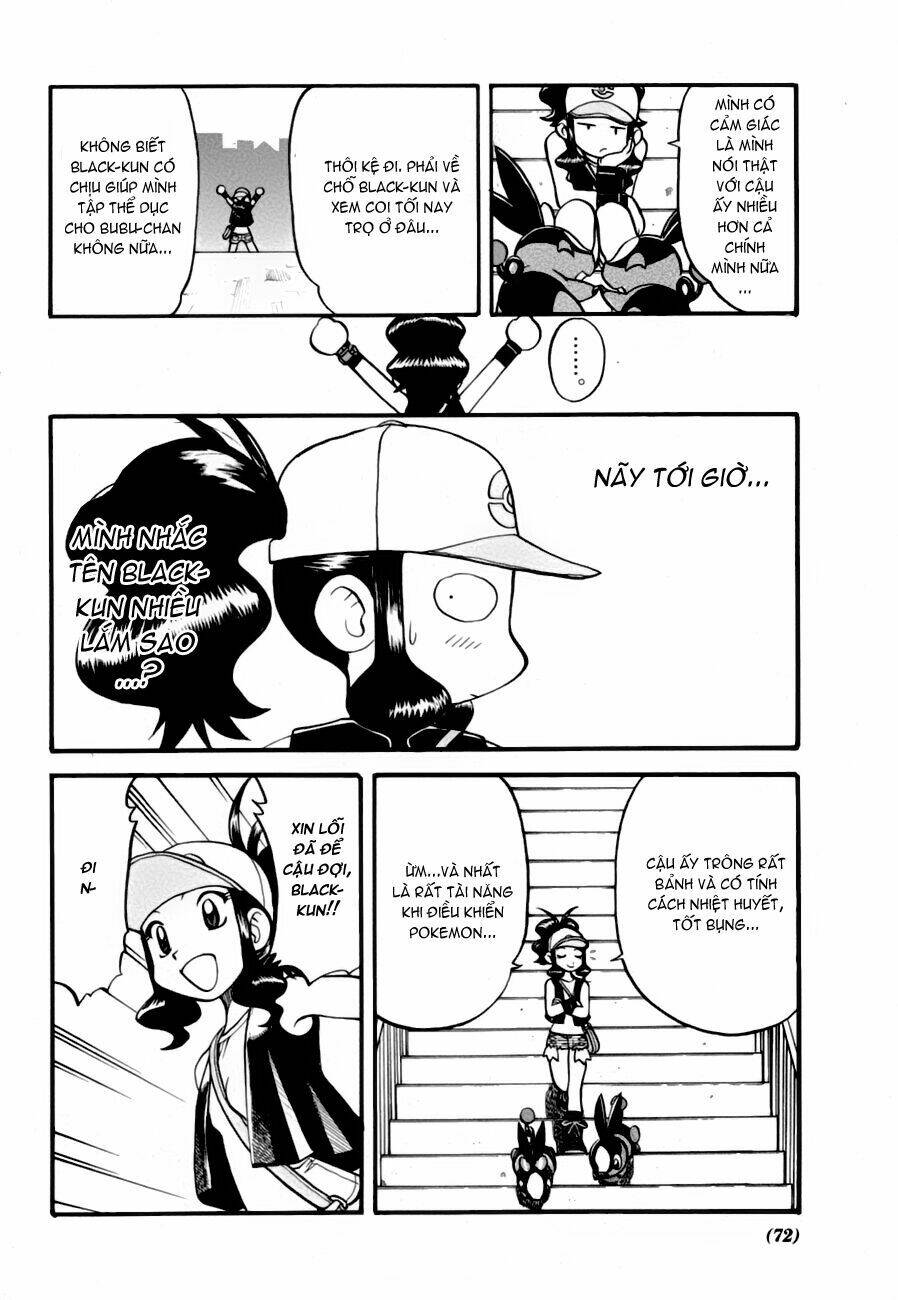 MÌNH CÓ
CẢM GIÁC
LÀ MÌNH
NÓI THẬT
VỚI CẬU
ẤY NHIỀU
HƠN CẢ
CHÍNH
MÌNH NỮA
...
THÔI KỆ ĐI. PHẢI VỀ
CHỖ BLACK-KUN VÀ
XEM COI TỐI NAY
TRỌ Ở ĐÂU...
KHÔNG BIẾT
BLACK-KUN CÓ
CHỊU GIÚP MÌNH
TẬP THỂ DỤC
CHO BUBU-CHAN
KHÔNG NỮA...
......
NÃY TỚI GIỜ...
MÌNH NHẮC
TÊN BLACK-
KUN NHIỀU
LẮM SAO
....?
CẬU ẤY TRÔNG RẤT
BẢNH VÀ CÓ TÍNH
CÁCH NHIỆT HUYẾT,
TỐT BỤNG...
ỪM...VÀ NHẤT
LÀ RẤT TÀI NĂNG
KHI ĐIỀU KHIỂN
POKEMON...
XIN LỖI
ĐÃ ĐỂ
CẬU ĐỢI,
BLACK-
KUN!!
ĐI
N-
(72)